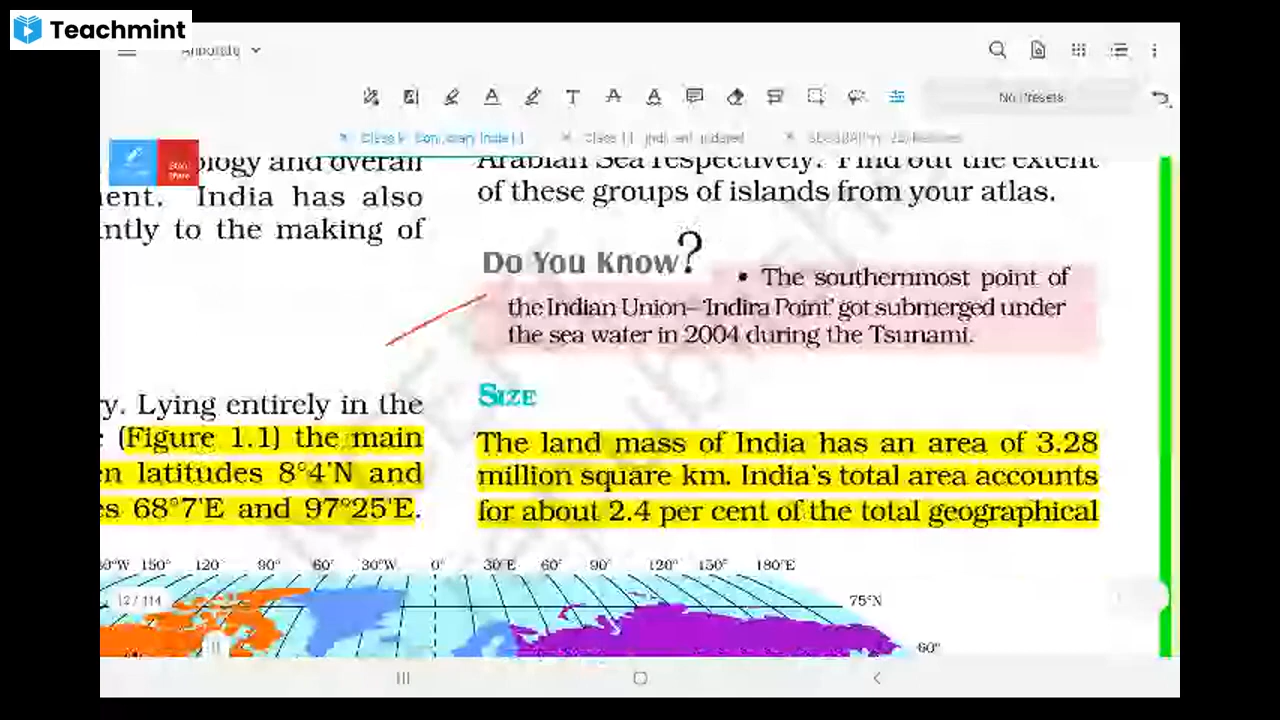 Teachmint
Annotate
No Presets
Stop Share
ology and overall
ent. India has also
ntly to the making of
ry. Lying entirely in the
(Figure 1.1) the main
en latitudes 8°4'N and
es 68°7'E and 97°25'E.
Arabian Sea respectively. Find out the extent
of these groups of islands from your atlas.
Do You Know?
• The southernmost point of
the Indian Union– 'Indira Point' got submerged under
the sea water in 2004 during the Tsunami.
SIZE
The land mass of India has an area of 3.28
million square km. India's total area accounts
for about 2.4 per cent of the total geographical
150° 120° 90° 60° 30°W 0° 30°E 60° 90° 120° 150° 180°E
75°N
60°
12 / 114